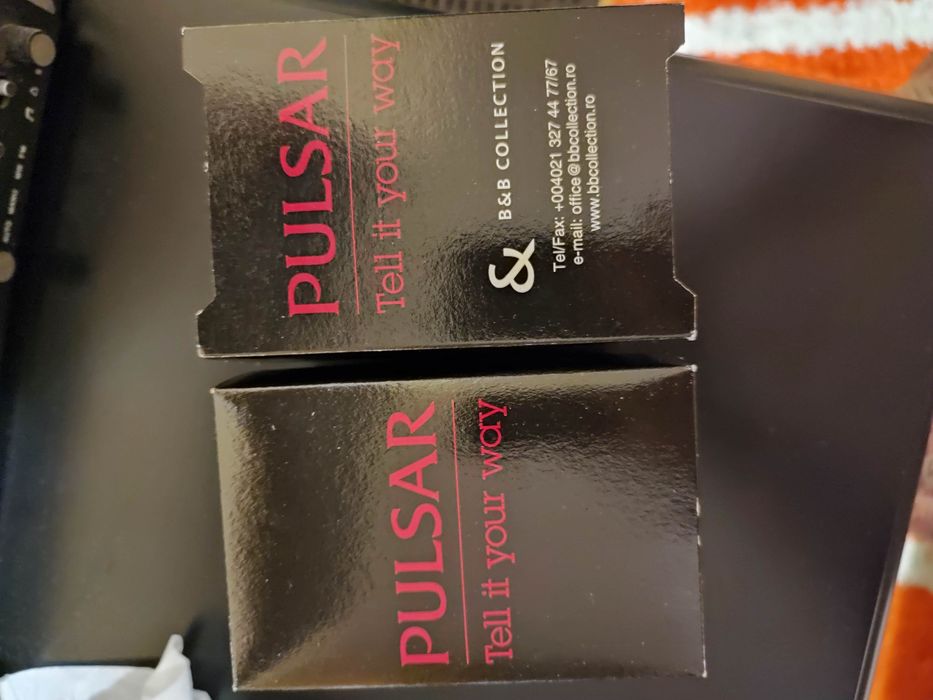 PULSAR
Tell it your way
& B&B COLLECTION
Tel/Fax: +004021 327 44 77/67
e-mail: office@bbcollection.ro
www.bbcollection.ro
PULSAR
Tell it your way